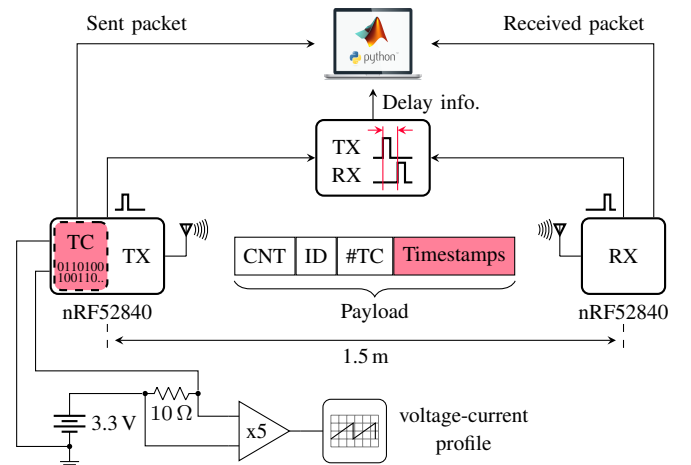 Sent packet
Received packet
python
Delay info.
TX
RX
TC
0110100
100110..
TX
CNT ID #TC Timestamps
RX
nRF52840
Payload
nRF52840
1.5 m
3.3 V
10 Ω
x5
voltage-current
profile